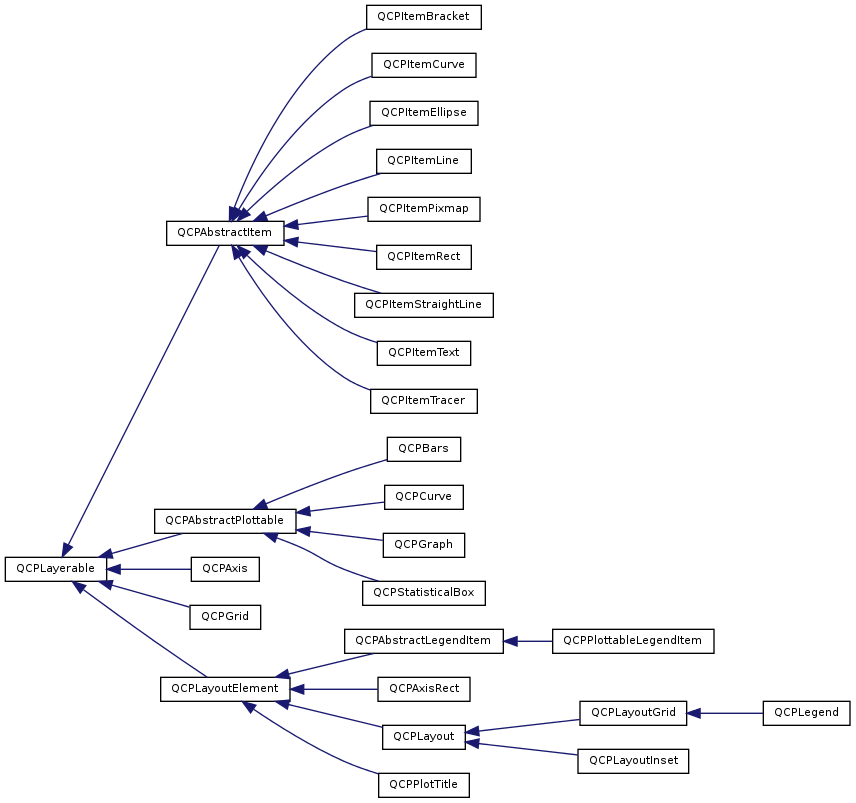 QCPItemBracket
QCPItemCurve
QCPItemEllipse
QCPItemLine
QCPItemPixmap
QCPAbstractItem
QCPItemRect
QCPItemStraightLine
QCPItemText
QCPItemTracer
QCPBars
QCPCurve
QCPAbstractPlottable
QCPGraph
QCPLayerable
QCPAxis
QCPStatisticalBox
QCPGrid
QCPAbstractLegendItem
QCPPlottableLegendItem
QCPLayoutElement
QCPAxisRect
QCPLayoutGrid
QCPLegend
QCPLayout
QCPLayoutInset
QCPPlotTitle